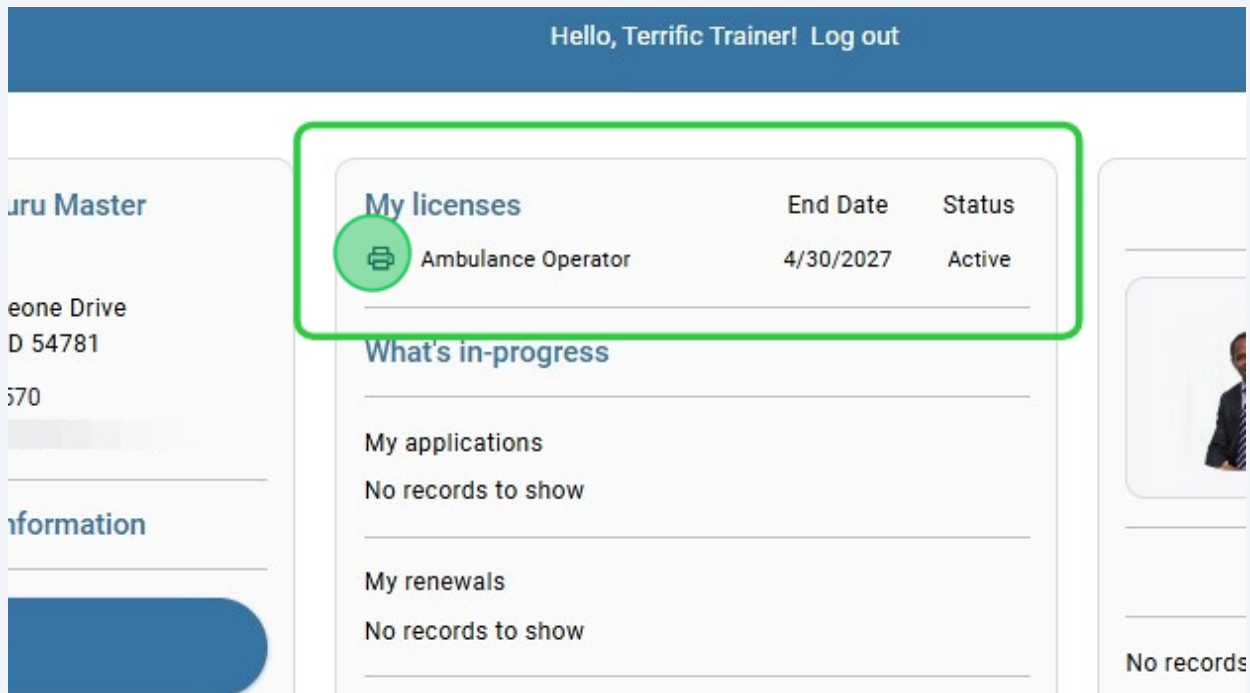 Hello, Terrific Trainer! Log out
uru Master
eone Drive
D 54781
570
nformation
My licenses End Date Status
Ambulance Operator 4/30/2027 Active
What's in-progress
My applications
No records to show
My renewals
No records to show
No records